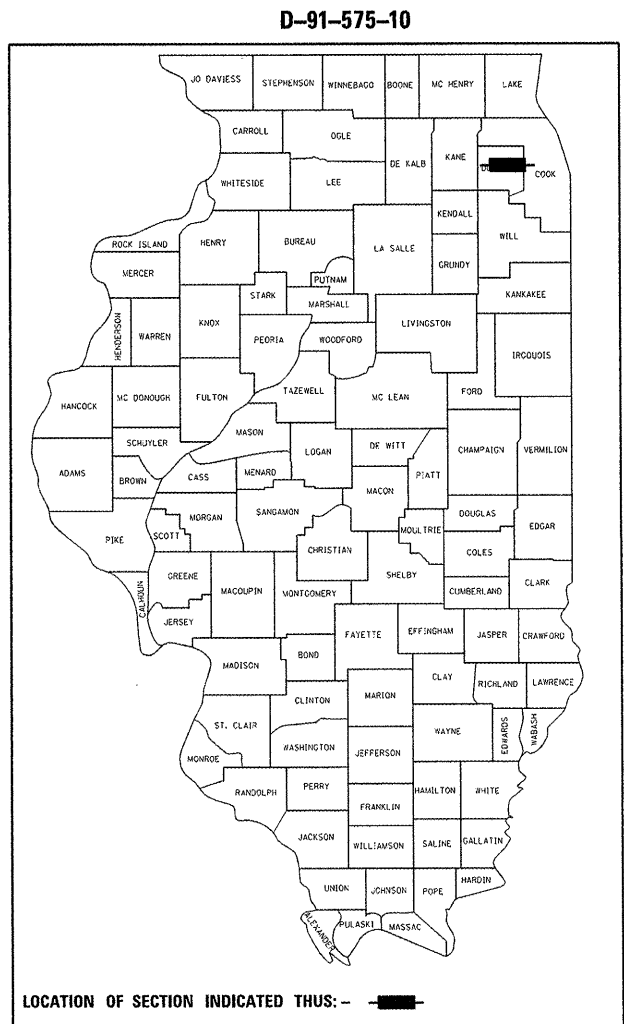 D–91–575–10
JO DAVIESS STEPHENSON WINNEBAGO BOONE MC HENRY LAKE
CARROLL OGLE
DE KALB KANE COOK
WHITESIDE LEE
KENDALL
ROCK ISLAND HENRY BUREAU LA SALLE WILL
MERCER PUTNAM GRUNDY
STARK MARSHALL KANKAKEE
HENDERSON WARREN KNOX PEORIA WOODFORD LIVINGSTON
IROQUOIS
HANCOCK MC DONOUGH FULTON TAZEWELL MC LEAN FORD
SCHUYLER MASON LOGAN DE WITT CHAMPAIGN VERMILION
ADAMS BROWN CASS MENARD PIATT
MACON
PIKE SCOTT MORGAN SANGAMON MOULTRIE DOUGLAS EDGAR
CHRISTIAN COLES
CALHOUN GREENE MACOUPIN MONTGOMERY SHELBY CUMBERLAND CLARK
JERSEY
FAYETTE EFFINGHAM JASPER CRAWFORD
MADISON BOND
CLAY RICHLAND LAWRENCE
CLINTON MARION
ST. CLAIR WAYNE EDWARDS WABASH
WASHINGTON JEFFERSON
MONROE
RANDOLPH PERRY HAMILTON WHITE
FRANKLIN
JACKSON WILLIAMSON SALINE GALLATIN
UNION JOHNSON POPE HARDIN
ALEXANDER PULASKI MASSAC
LOCATION OF SECTION INDICATED THUS: –